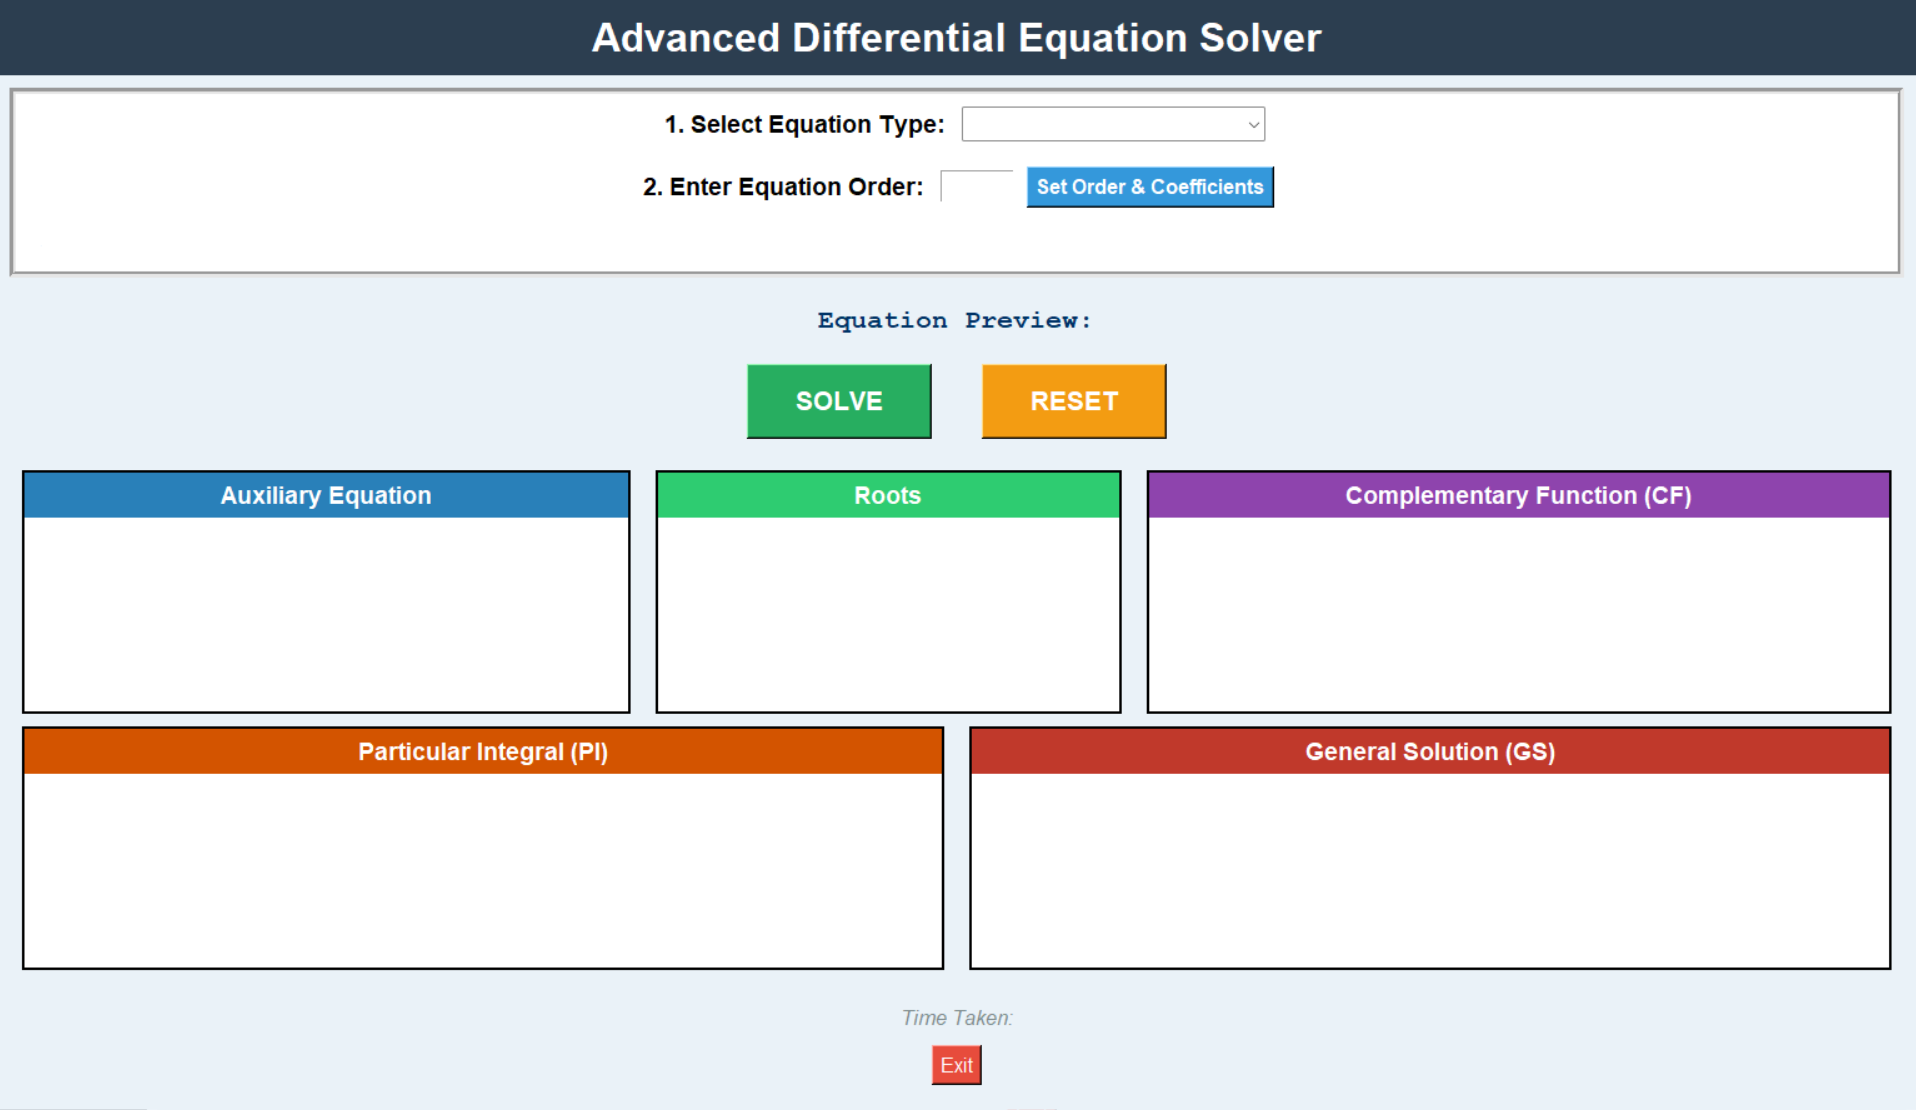 Advanced Differential Equation Solver
1. Select Equation Type:
2. Enter Equation Order:
Set Order & Coefficients
Equation Preview:
SOLVE
RESET
Auxiliary Equation
Roots
Complementary Function (CF)
Particular Integral (PI)
General Solution (GS)
Time Taken:
Exit